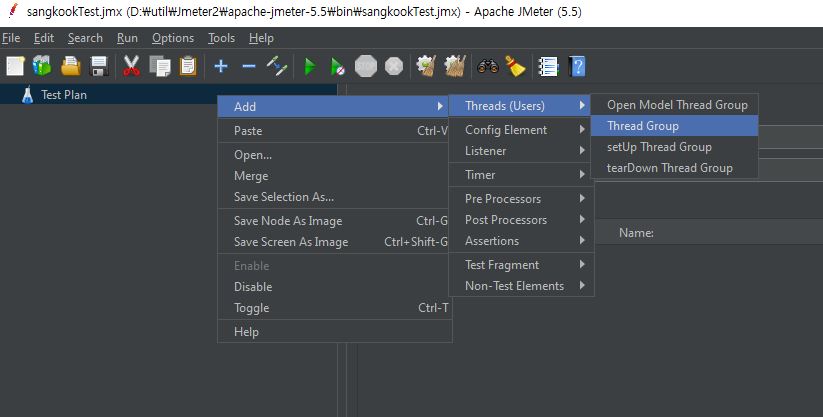 sangkookTest.jmx (D:₩util₩Jmeter2₩apache-jmeter-5.5₩bin₩sangkookTest.jmx) - Apache JMeter (5.5)
File Edit Search Run Options Tools Help
Test Plan
Add
Paste Ctrl-V
Open...
Merge
Save Selection As...
Save Node As Image Ctrl-G
Save Screen As Image Ctrl+Shift-G
Enable
Disable
Toggle Ctrl-T
Help
Threads (Users)
Config Element
Listener
Timer
Pre Processors
Post Processors
Assertions
Test Fragment
Non-Test Elements
Open Model Thread Group
Thread Group
setUp Thread Group
tearDown Thread Group
Name: